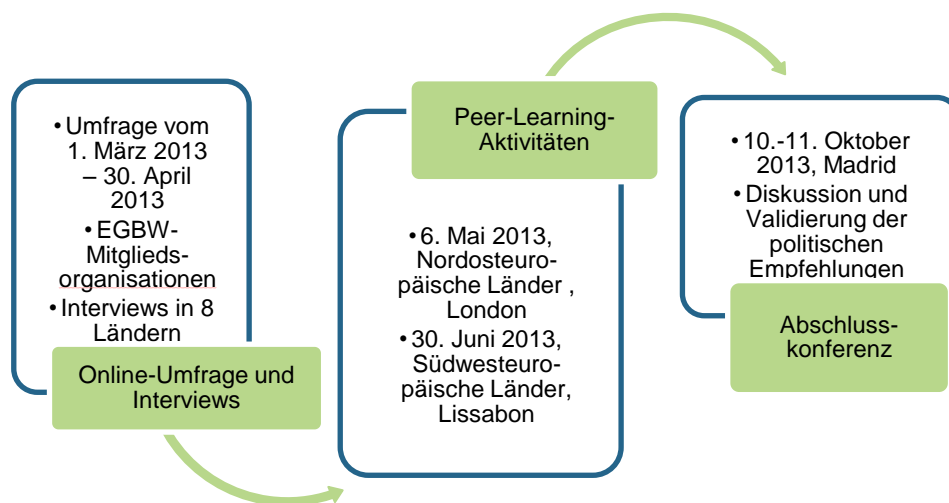 • Umfrage vom
1. März 2013
– 30. April
2013
• EGBW-
Mitglieds-
organisationen
• Interviews in 8
Ländern
Online-Umfrage und
Interviews
Peer-Learning-
Aktivitäten
• 6. Mai 2013,
Nordosteuro-
päische Länder ,
London
• 30. Juni 2013,
Südwesteuro-
päische Länder,
Lissabon
• 10.-11. Oktober
2013, Madrid
• Diskussion und
Validierung der
politischen
Empfehlungen
Abschluss-
konferenz